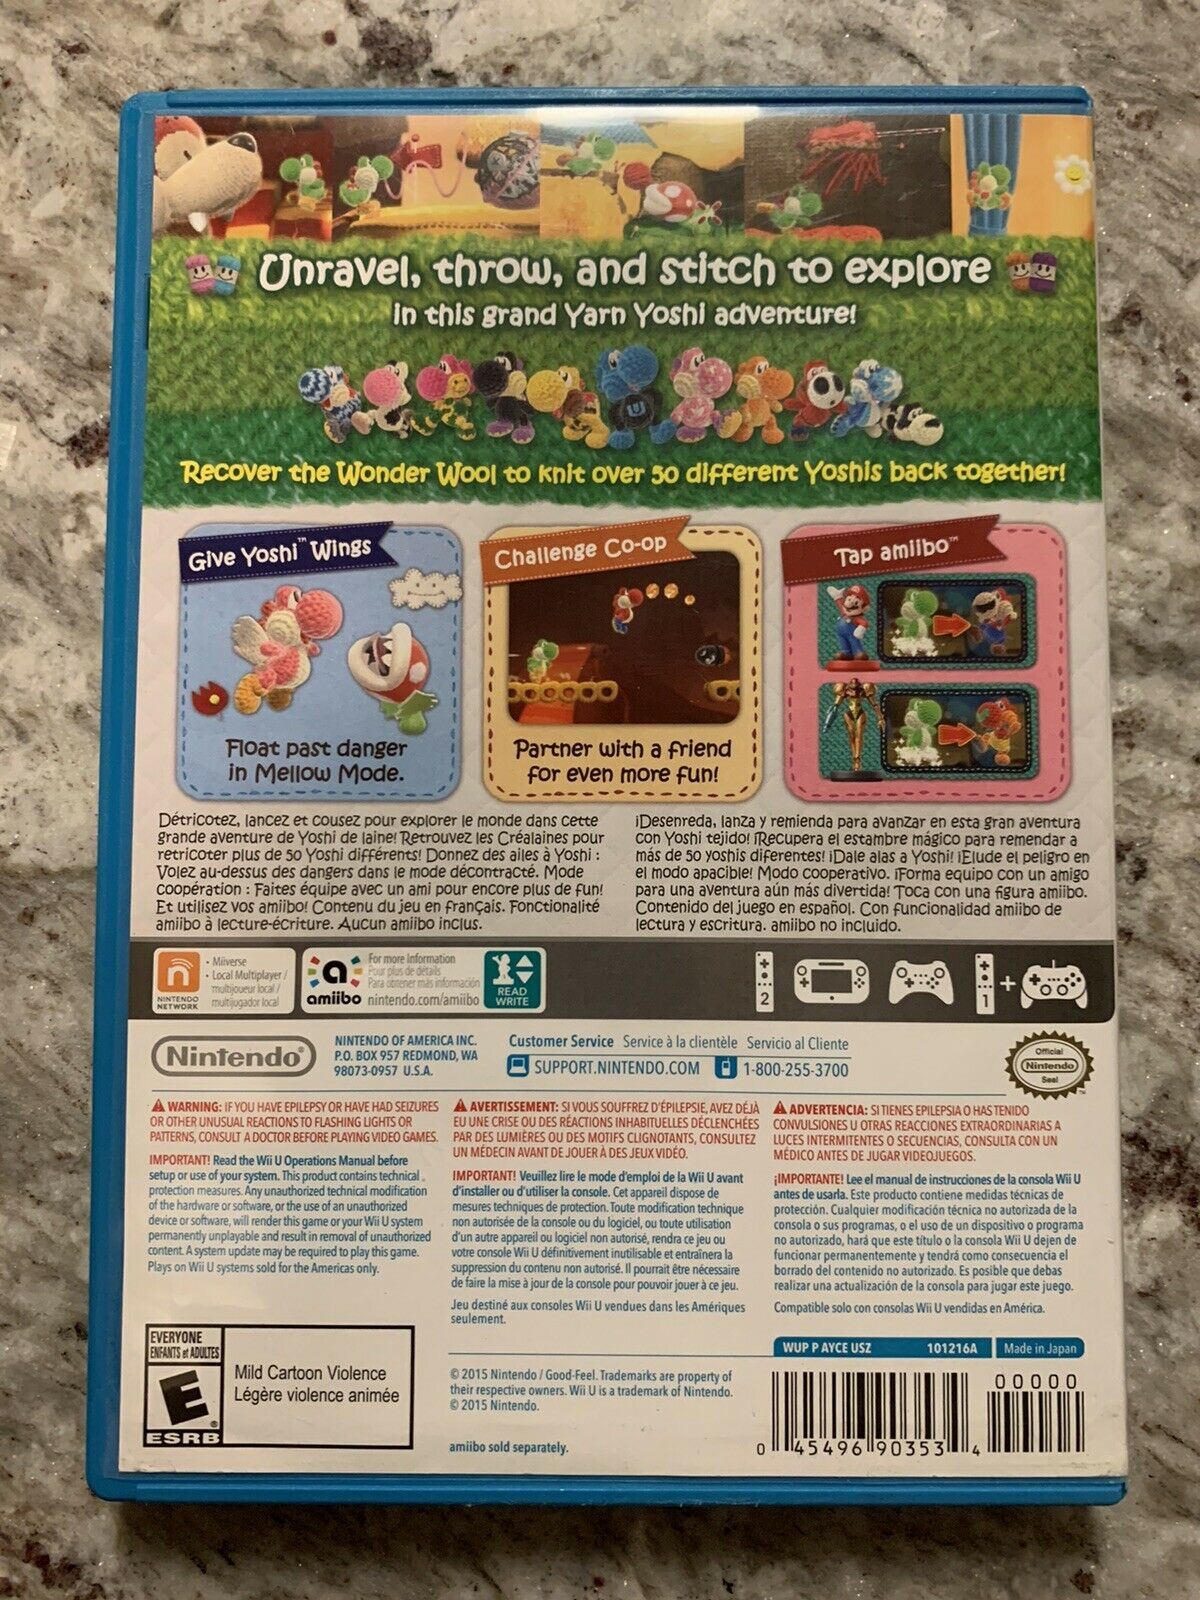 Unravel, throw, and stitch to explore
in this grand Yarn Yoshi adventure!
Recover the Wonder Wool to knit over 50 different Yoshis back together!
Give Yoshi™ Wings
Float past danger
in Mellow Mode.
Challenge Co-op
Partner with a friend
for even more fun!
Tap amiibo™
Détricotez, lancez et cousez pour explorer le monde dans cette
grande aventure de Yoshi de laine! Retrouvez les Créalaines pour
retricoter plus de 50 Yoshi différents! Donnez des ailes à Yoshi :
Volez au-dessus des dangers dans le mode décontracté. Mode
coopération : Faites équipe avec un ami pour encore plus de fun!
Et utilisez vos amiibo! Contenu du jeu en français. Fonctionalité
amiibo à lecture-écriture. Aucun amiibo inclus.
¡Desenreda, lanza y remienda para avanzar en esta gran aventura
con Yoshi tejido! ¡Recupera el estambre mágico para remendar a
más de 50 yoshis diferentes! ¡Dale alas a Yoshi! ¡Elude el peligro en
el modo apacible! Modo cooperativo. ¡Forma equipo con un amigo
para una aventura aún más divertida! Toca con una figura amiibo.
Contenido del juego en español. Con funcionalidad amiibo de
lectura y escritura. amiibo no incluido.
n
NINTENDO
NETWORK
• Miiverse
• Local Multiplayer /
multijoueur local /
multijugador local
a
amiibo
For more information
Pour plus de détails
Para obtener más información
nintendo.com/amiibo
READ
WRITE
2
1
+
Nintendo®
NINTENDO OF AMERICA INC.
P.O. BOX 957 REDMOND, WA
98073-0957 U.S.A.
Customer Service Service à la clientèle Servicio al Cliente
SUPPORT.NINTENDO.COM 1-800-255-3700
Official
Nintendo
Seal
™
WARNING: IF YOU HAVE EPILEPSY OR HAVE HAD SEIZURES
OR OTHER UNUSUAL REACTIONS TO FLASHING LIGHTS OR
PATTERNS, CONSULT A DOCTOR BEFORE PLAYING VIDEO GAMES.
IMPORTANT! Read the Wii U Operations Manual before
setup or use of your system. This product contains technical
protection measures. Any unauthorized technical modification
of the hardware or software, or the use of an unauthorized
device or software, will render this game or your Wii U system
permanently unplayable and result in removal of unauthorized
content. A system update may be required to play this game.
Plays on Wii U systems sold for the Americas only.
AVERTISSEMENT: SI VOUS SOUFFREZ D'ÉPILEPSIE, AVEZ DÉJÀ
EU UNE CRISE OU DES RÉACTIONS INHABITUELLES DÉCLENCHÉES
PAR DES LUMIÈRES OU DES MOTIFS CLIGNOTANTS, CONSULTEZ
UN MÉDECIN AVANT DE JOUER À DES JEUX VIDÉO.
IMPORTANT! Veuillez lire le mode d'emploi de la Wii U avant
d'installer ou d'utiliser la console. Cet appareil dispose de
mesures techniques de protection. Toute modification technique
non autorisée de la console ou du logiciel, ou toute utilisation
d'un autre appareil ou logiciel non autorisé, rendra ce jeu ou
votre console Wii U définitivement inutilisable et entraînera la
suppression du contenu non autorisé. Il pourrait être nécessaire
de faire la mise à jour de la console pour pouvoir jouer à ce jeu.
Jeu destiné aux consoles Wii U vendues dans les Amériques
seulement.
ADVERTENCIA: SI TIENES EPILEPSIA O HAS TENIDO
CONVULSIONES U OTRAS REACCIONES EXTRAORDINARIAS A
LUCES INTERMITENTES O SECUENCIAS, CONSULTA CON UN
MÉDICO ANTES DE JUGAR VIDEOJUEGOS.
¡IMPORTANTE! Lee el manual de instrucciones de la consola Wii U
antes de usarla. Este producto contiene medidas técnicas de
protección. Cualquier modificación técnica no autorizada de la
consola o sus programas, o el uso de un dispositivo o programa
no autorizado, hará que este título o la consola Wii U dejen de
funcionar permanentemente y tendrá como consecuencia el
borrado del contenido no autorizado. Es posible que debas
realizar una actualización de la consola para jugar este juego.
Compatible solo con consolas Wii U vendidas en América.
WUP P AYCE USZ 101216A Made in Japan
EVERYONE
ENFANTS et ADULTES
E
®
ESRB
Mild Cartoon Violence
Légère violence animée
© 2015 Nintendo / Good-Feel. Trademarks are property of
their respective owners. Wii U is a trademark of Nintendo.
© 2015 Nintendo.
amiibo sold separately.
00000
0 45496 90353 4